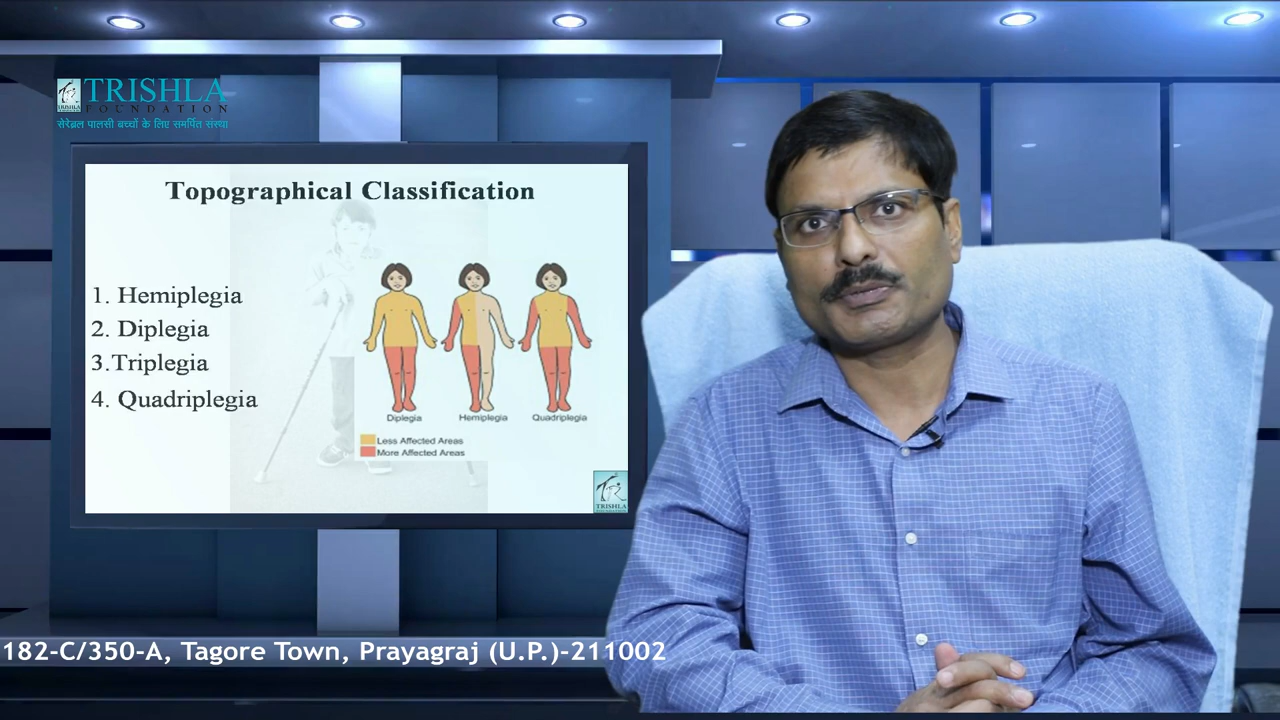 TRISHLA
FOUNDATION
सेरेब्रल पालसी बच्चों के लिए समर्पित संस्था
Topographical Classification
1. Hemiplegia
2. Diplegia
3.Triplegia
4. Quadriplegia
Diplegia Hemiplegia Quadriplegia
Less Affected Areas
More Affected Areas
TRISHLA
182-C/350-A, Tagore Town, Prayagraj (U.P.)-211002